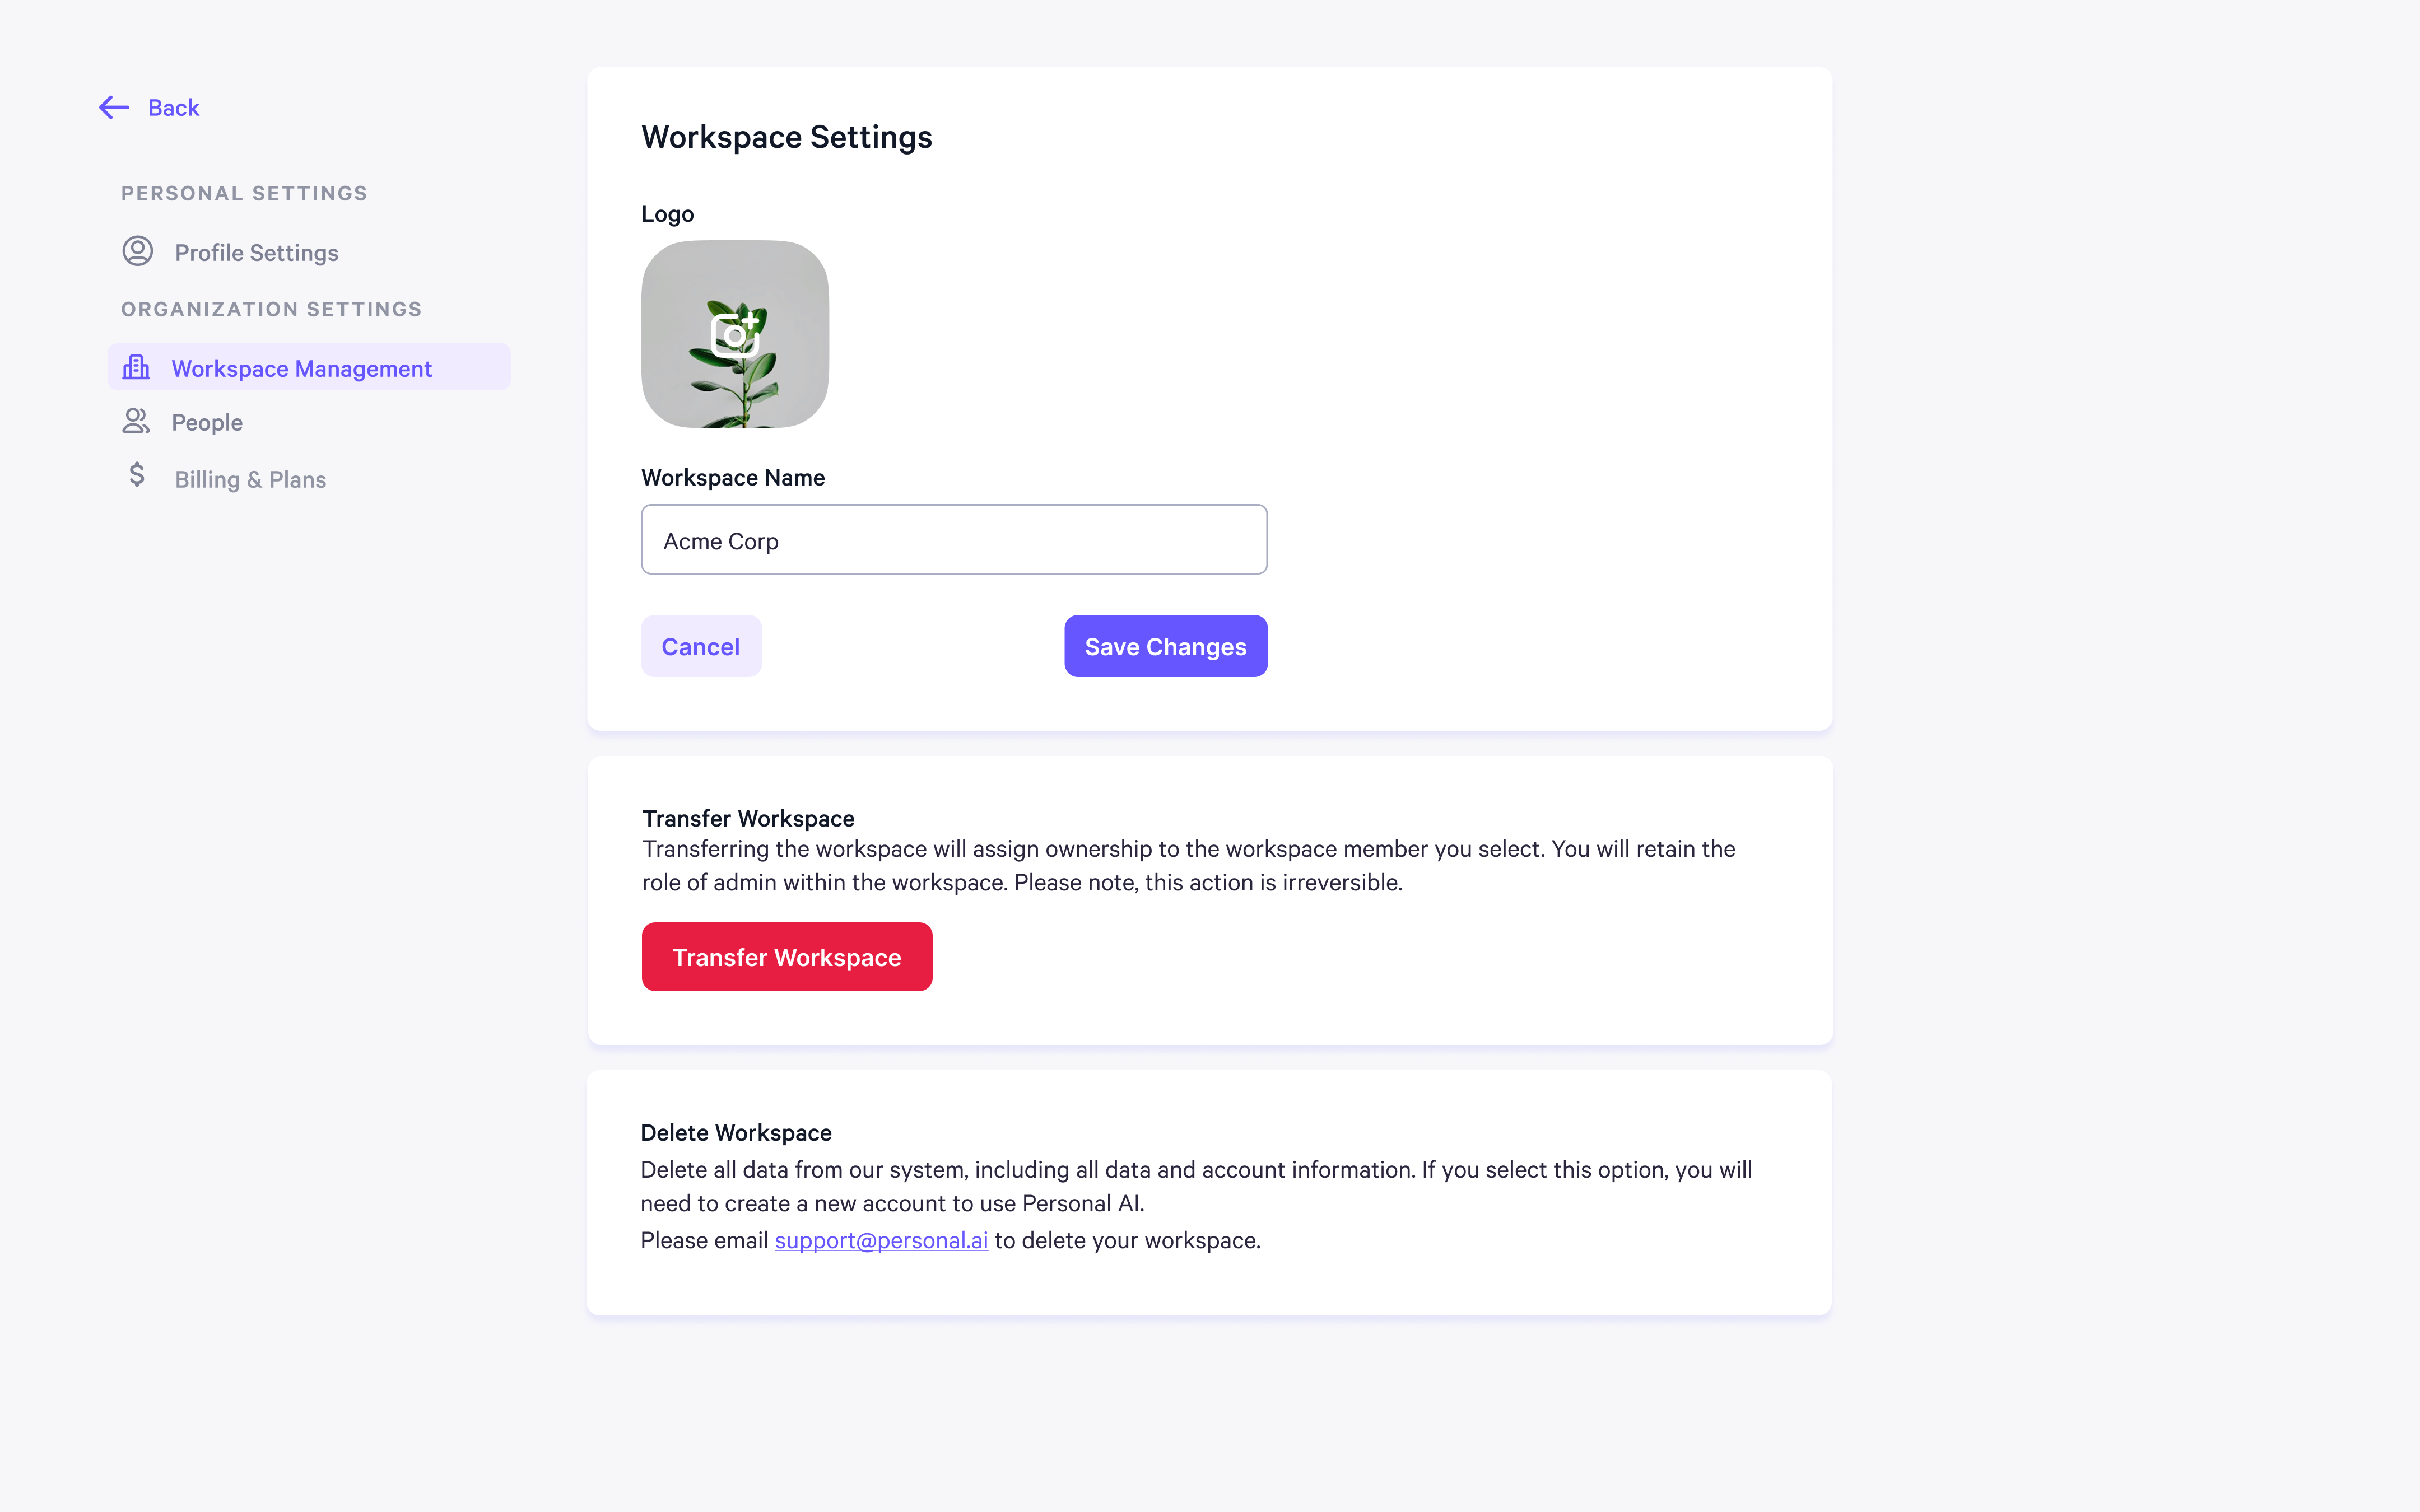 Back
PERSONAL SETTINGS
Profile Settings
ORGANIZATION SETTINGS
Workspace Management
People
Billing & Plans
Workspace Settings
Logo
Workspace Name
Acme Corp
Cancel
Save Changes
Transfer Workspace
Transferring the workspace will assign ownership to the workspace member you select. You will retain the
role of admin within the workspace. Please note, this action is irreversible.
Transfer Workspace
Delete Workspace
Delete all data from our system, including all data and account information. If you select this option, you will
need to create a new account to use Personal AI.
Please email support@personal.ai to delete your workspace.